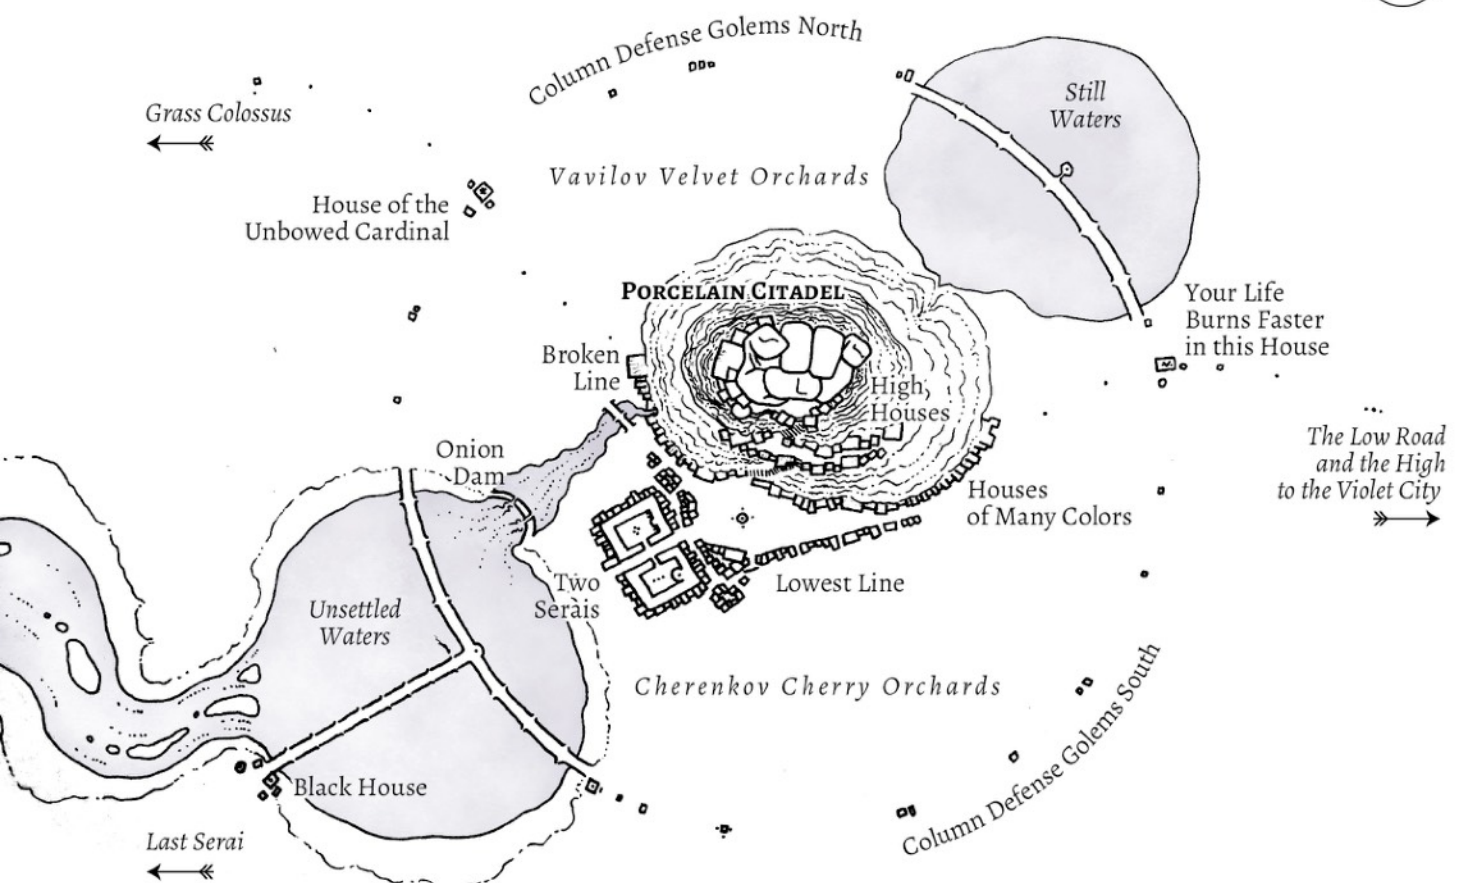 Column Defense Golems North
Still
Waters
Grass Colossus
Vavilov Velvet Orchards
House of the
Unbowed Cardinal
PORCELAIN CITADEL
Your Life
Burns Faster
in this House
Broken
Line
High
Houses
The Low Road
and the High
to the Violet City
Onion
Dam
Houses
of Many Colors
Two
Serais
Lowest Line
Unsettled
Waters
Cherenkov Cherry Orchards
Column Defense Golems South
Black House
Last Serai